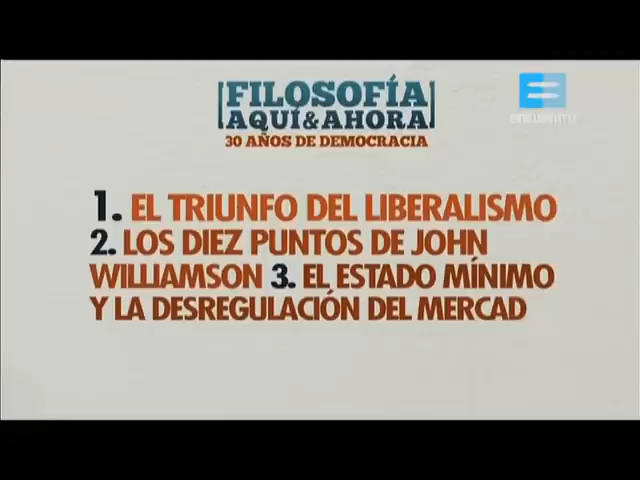 FILOSOFÍA
AQUÍ&AHORA
30 AÑOS DE DEMOCRACIA
1. EL TRIUNFO DEL LIBERALISMO
2. LOS DIEZ PUNTOS DE JOHN
WILLIAMSON 3. EL ESTADO MÍNIMO
Y LA DESREGULACIÓN DEL MERCAD